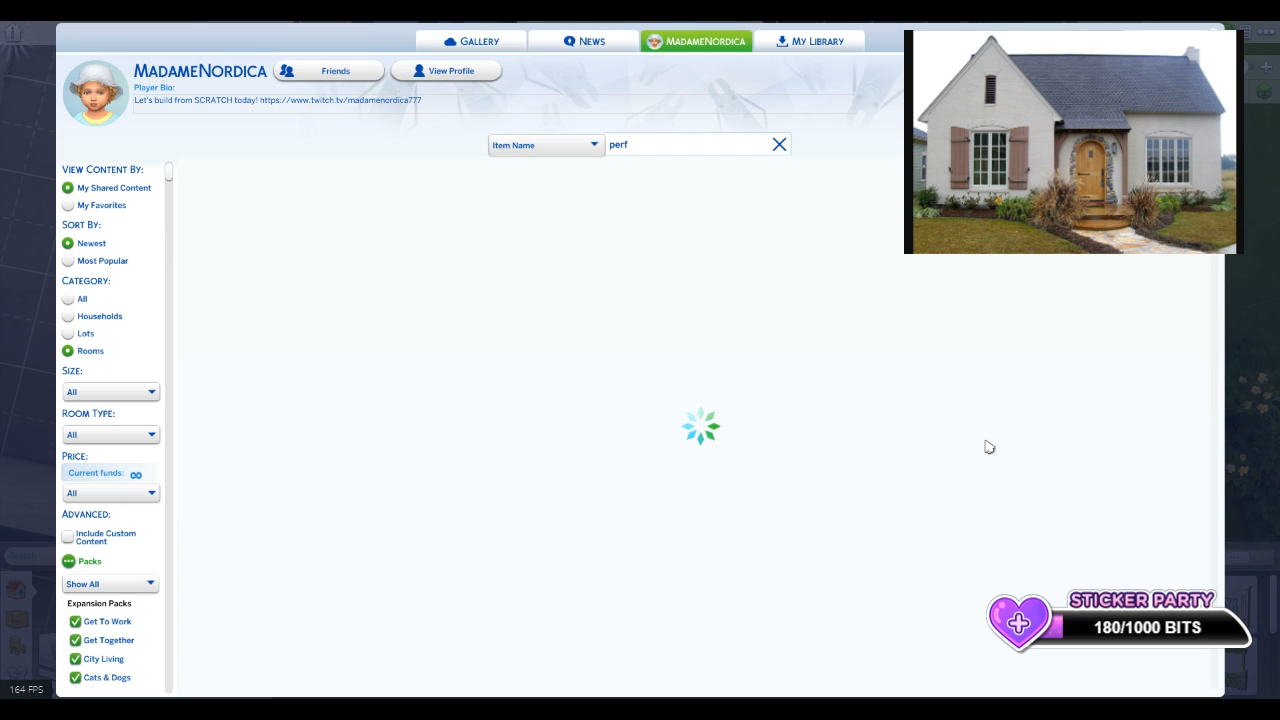 GALLERY
NEWS
MADAMENORDICA
MY LIBRARY
MADAMENORDICA
Friends
View Profile
Player Bio:
Let's build from SCRATCH today! https://www.twitch.tv/madamenordica777
Item Name
perf
VIEW CONTENT BY:
My Shared Content
My Favorites
SORT BY:
Newest
Most Popular
CATEGORY:
All
Households
Lots
Rooms
SIZE:
All
ROOM TYPE:
All
PRICE:
Current funds: ∞
All
ADVANCED:
Include Custom
Content
Packs
Show All
Expansion Packs
Get To Work
Get Together
City Living
Cats & Dogs
Search
STICKER PARTY
180/1000 BITS
164 FPS